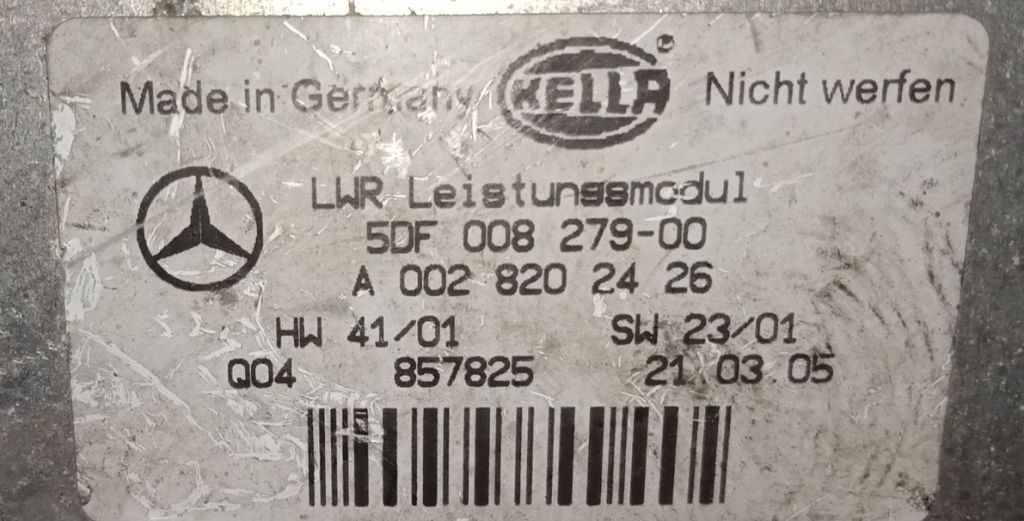 Made in Germany HELLA Nicht werfen
LWR Leistungsmodul
5DF 008 279-00
A 002 820 24 26
HW 41/01 SW 23/01
Q04 857825 21.03.05